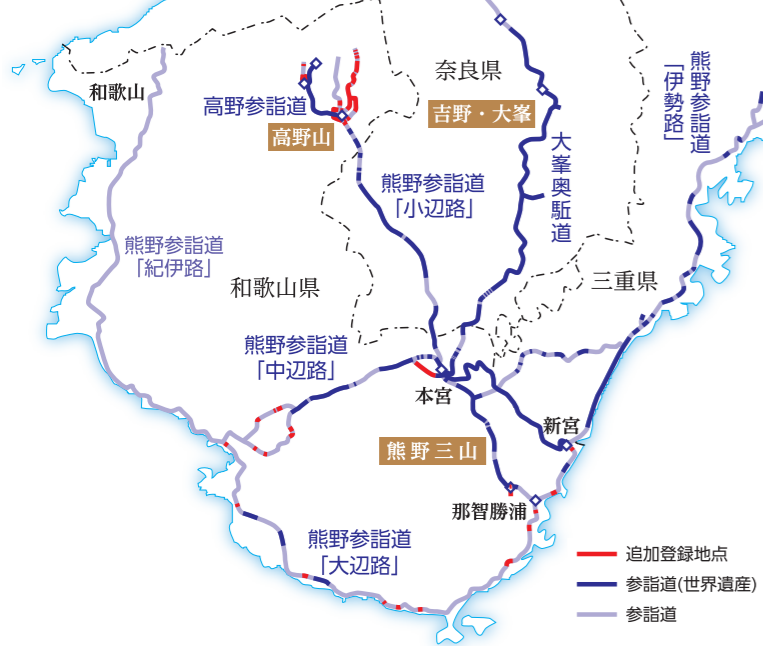 和歌山
高野参詣道
高野山
奈良県
吉野・大峯
熊野参詣道
「伊勢路」
大峯奥駈道
熊野参詣道
「小辺路」
熊野参詣道
「紀伊路」
和歌山県
三重県
熊野参詣道
「中辺路」
本宮
新宮
熊野三山
那智勝浦
熊野参詣道
「大辺路」
追加登録地点
参詣道(世界遺産)
参詣道